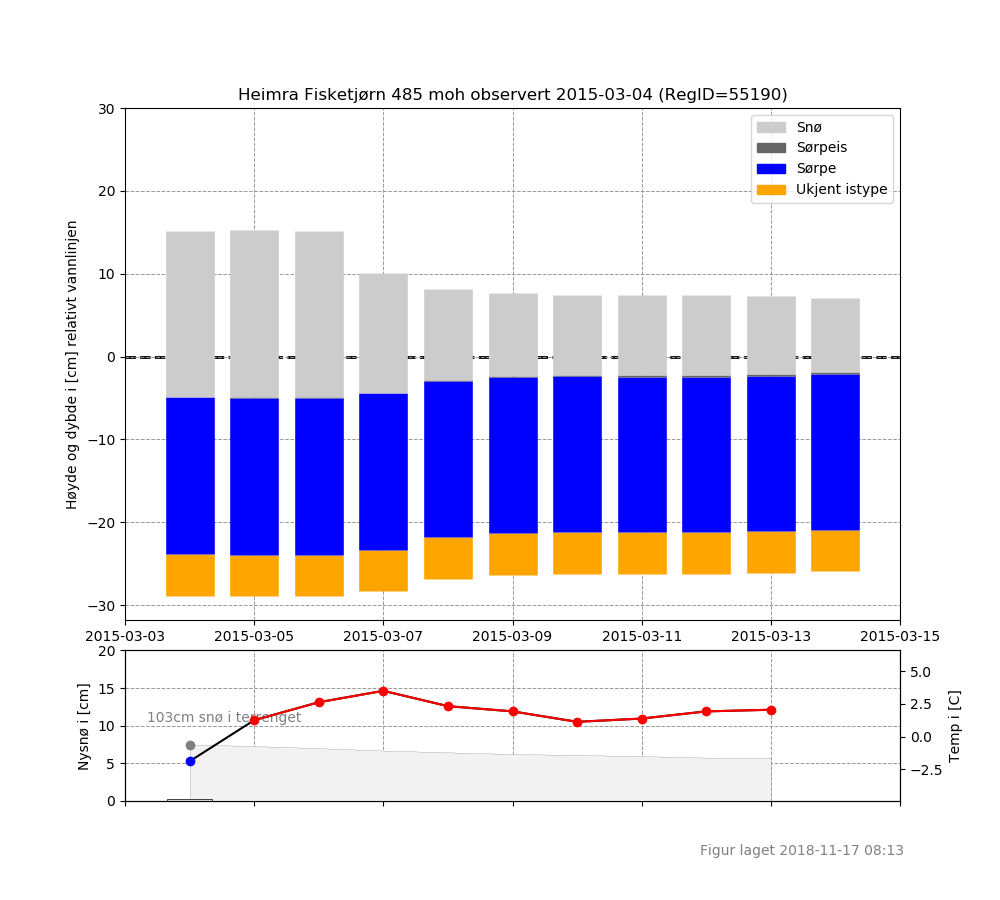 Heimra Fisketjørn 485 moh observert 2015-03-04 (RegID=55190)
Høyde og dybde i [cm] relativt vannlinjen
30
20
10
0
−10
−20
−30
Snø
Sørpeis
Sørpe
Ukjent istype
2015-03-03 2015-03-05 2015-03-07 2015-03-09 2015-03-11 2015-03-13 2015-03-15
Nysnø i [cm]
20
15
10
5
0
103cm snø i terrenget
5.0
2.5
0.0
−2.5
Temp i [C]
Figur laget 2018-11-17 08:13